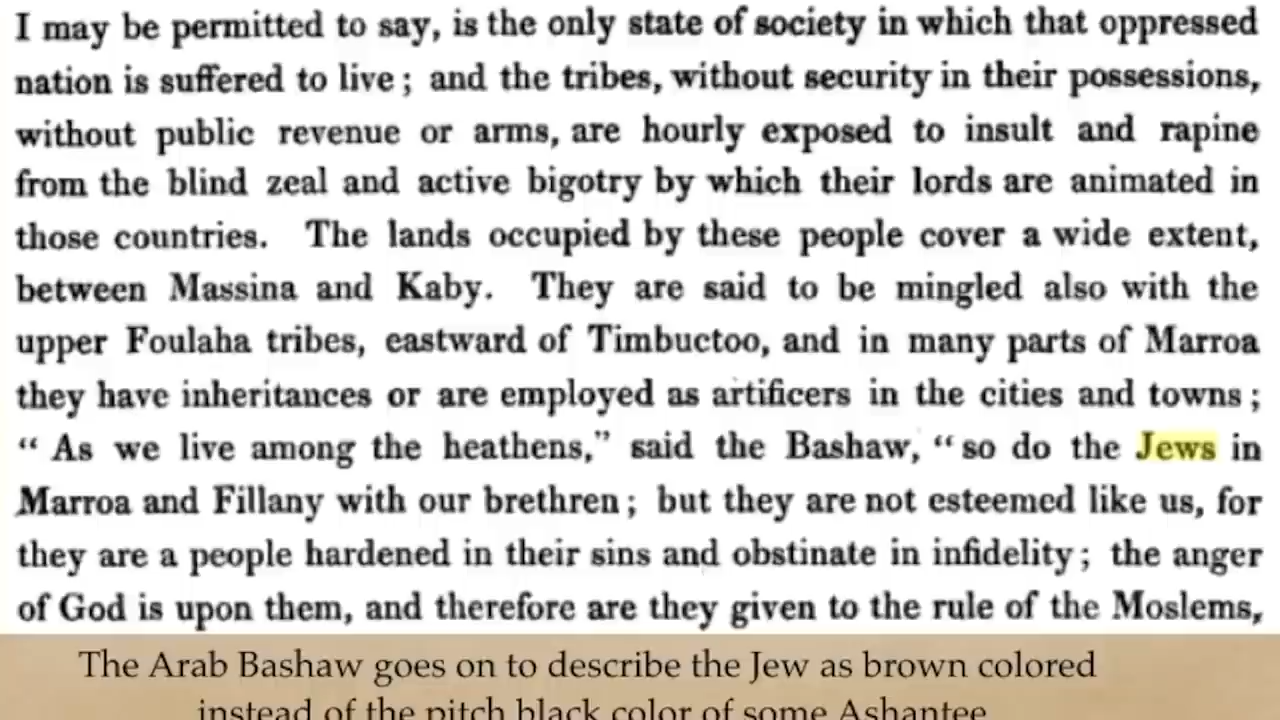 I may be permitted to say, is the only state of society in which that oppressed
nation is suffered to live; and the tribes, without security in their possessions,
without public revenue or arms, are hourly exposed to insult and rapine
from the blind zeal and active bigotry by which their lords are animated in
those countries. The lands occupied by these people cover a wide extent,
between Massina and Kaby. They are said to be mingled also with the
upper Foulaha tribes, eastward of Timbuctoo, and in many parts of Marroa
they have inheritances or are employed as artificers in the cities and towns;
“ As we live among the heathens,” said the Bashaw, “ so do the Jews in
Marroa and Fillany with our brethren; but they are not esteemed like us, for
they are a people hardened in their sins and obstinate in infidelity; the anger
of God is upon them, and therefore are they given to the rule of the Moslems,
The Arab Bashaw goes on to describe the Jew as brown colored
instead of the pitch black color of some Ashantee